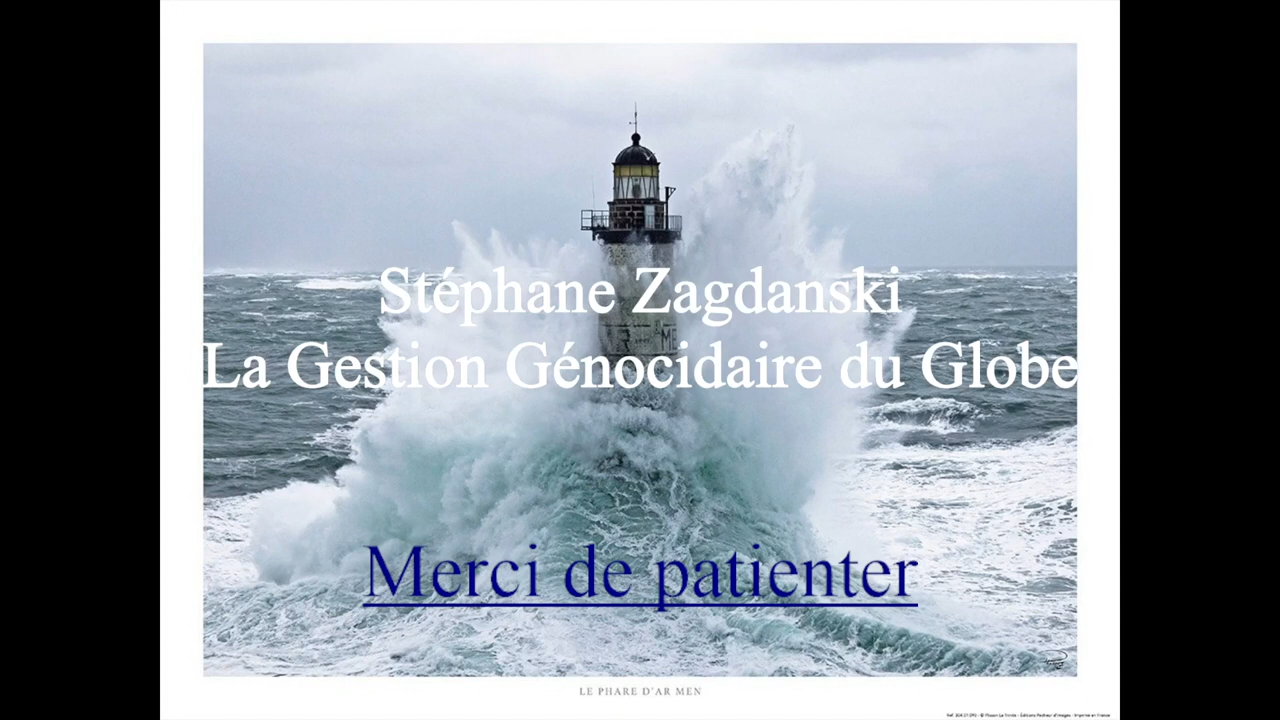 Stéphane Zagdanski
La Gestion Génocidaire du Globe
Merci de patienter
LE PHARE D'AR MEN